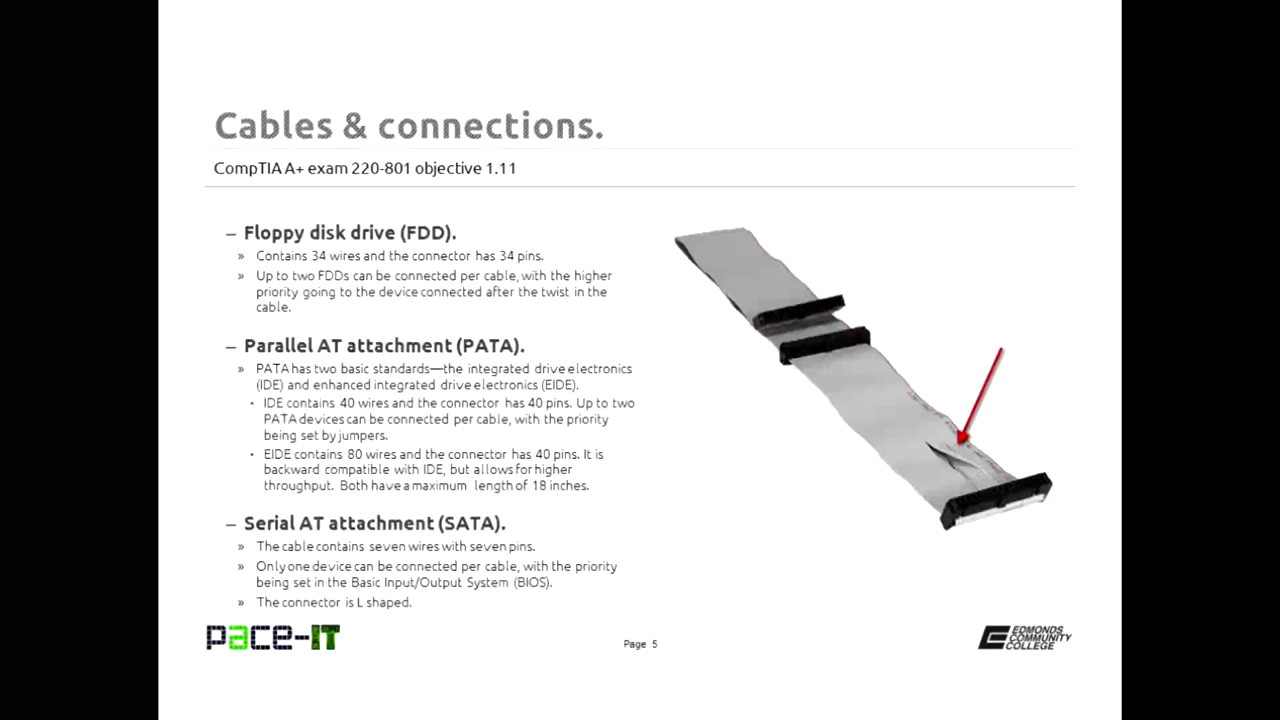 Cables & connections.
CompTIA A+ exam 220-801 objective 1.11
– Floppy disk drive (FDD).
» Contains 34 wires and the connector has 34 pins.
» Up to two FDDs can be connected per cable, with the higher
priority going to the device connected after the twist in the
cable.
– Parallel AT attachment (PATA).
» PATA has two basic standards—the integrated drive electronics
(IDE) and enhanced integrated drive electronics (EIDE).
• IDE contains 40 wires and the connector has 40 pins. Up to two
PATA devices can be connected per cable, with the priority
being set by jumpers.
• EIDE contains 80 wires and the connector has 40 pins. It is
backward compatible with IDE, but allows for higher
throughput. Both have a maximum length of 18 inches.
– Serial AT attachment (SATA).
» The cable contains seven wires with seven pins.
» Only one device can be connected per cable, with the priority
being set in the Basic Input/Output System (BIOS).
» The connector is L shaped.
pace-IT
Page 5
EDMONDS
COMMUNITY
COLLEGE